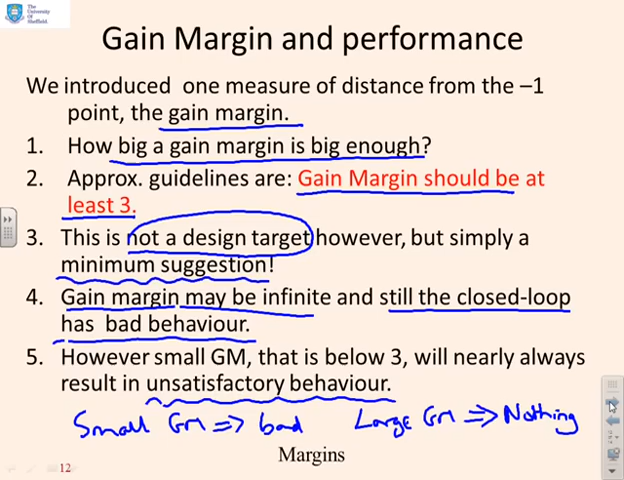 The
University
Of
Sheffield.
Gain Margin and performance
We introduced one measure of distance from the –1
point, the gain margin.
1. How big a gain margin is big enough?
2. Approx. guidelines are: Gain Margin should be at
least 3.
3. This is not a design target however, but simply a
minimum suggestion!
4. Gain margin may be infinite and still the closed-loop
has bad behaviour.
5. However small GM, that is below 3, will nearly always
result in unsatisfactory behaviour.
Small GM => bad Large GM => Nothing
Margins
12